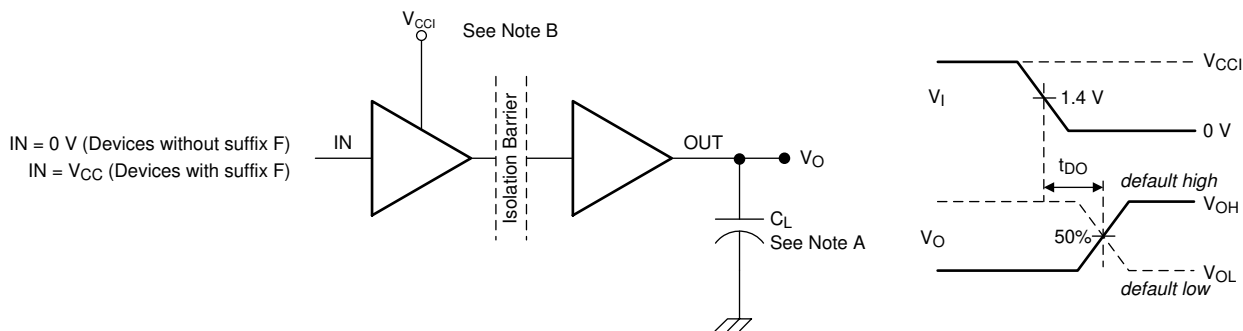 V_CCI
See Note B
IN = 0 V (Devices without suffix F)
IN = V_CC (Devices with suffix F)
IN
Isolation Barrier
OUT
V_O
C_L
See Note A
V_CCI
V_I
1.4 V
0 V
t_DO
default high
V_OH
V_O
50%
V_OL
default low